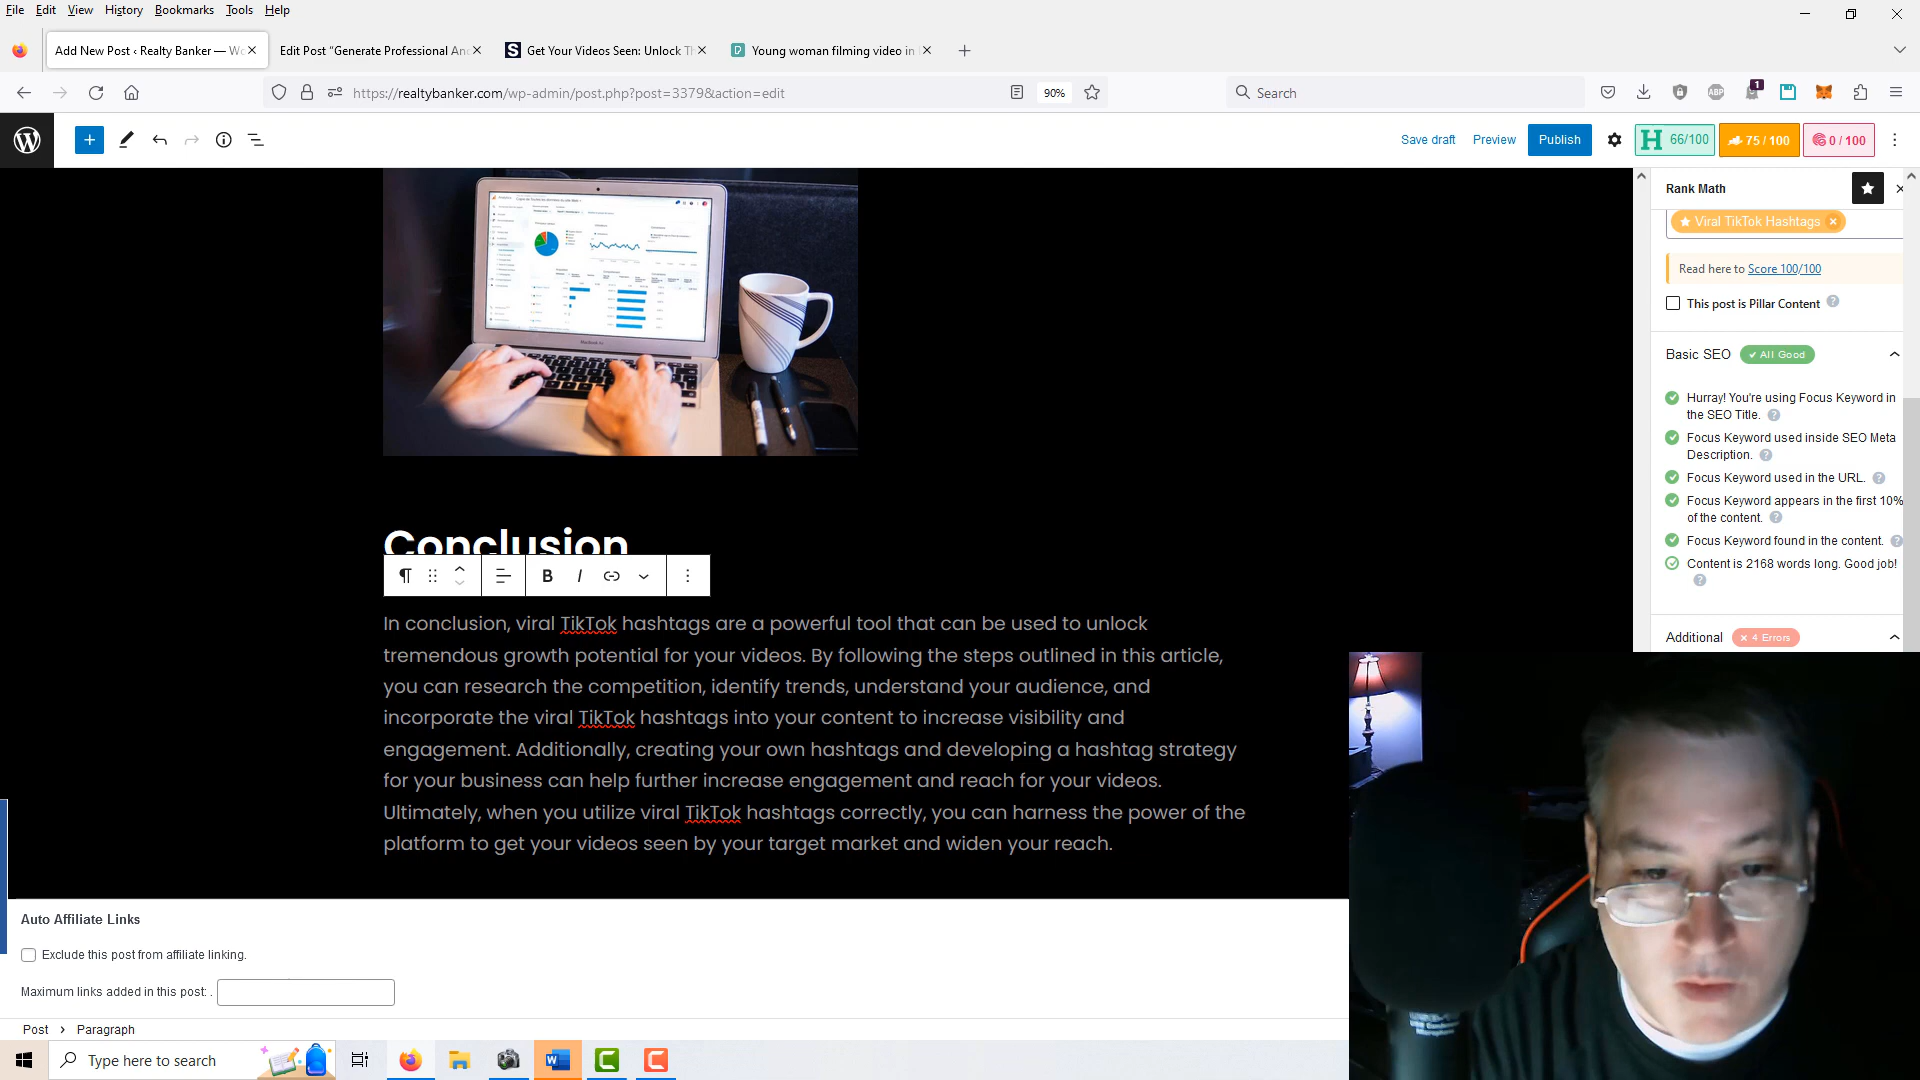 File Edit View History Bookmarks Tools Help
Add New Post ‹ Realty Banker — Wo
Edit Post “Generate Professional An
Get Your Videos Seen: Unlock Th
Young woman filming video in
https://realtybanker.com/wp-admin/post.php?post=3379&action=edit
90%
Search
ABP
1
Save draft
Preview
Publish
66/100
75 / 100
0 / 100
Rank Math
Viral TikTok Hashtags
Read here to Score 100/100
This post is Pillar Content
Basic SEO
All Good
Hurray! You're using Focus Keyword in
the SEO Title.
Focus Keyword used inside SEO Meta
Description.
Focus Keyword used in the URL.
Focus Keyword appears in the first 10%
of the content.
Focus Keyword found in the content.
Content is 2168 words long. Good job!
Additional
4 Errors
Conclusion
In conclusion, viral TikTok hashtags are a powerful tool that can be used to unlock
tremendous growth potential for your videos. By following the steps outlined in this article,
you can research the competition, identify trends, understand your audience, and
incorporate the viral TikTok hashtags into your content to increase visibility and
engagement. Additionally, creating your own hashtags and developing a hashtag strategy
for your business can help further increase engagement and reach for your videos.
Ultimately, when you utilize viral TikTok hashtags correctly, you can harness the power of the
platform to get your videos seen by your target market and widen your reach.
Auto Affiliate Links
Exclude this post from affiliate linking.
Maximum links added in this post: .
Post › Paragraph
Type here to search